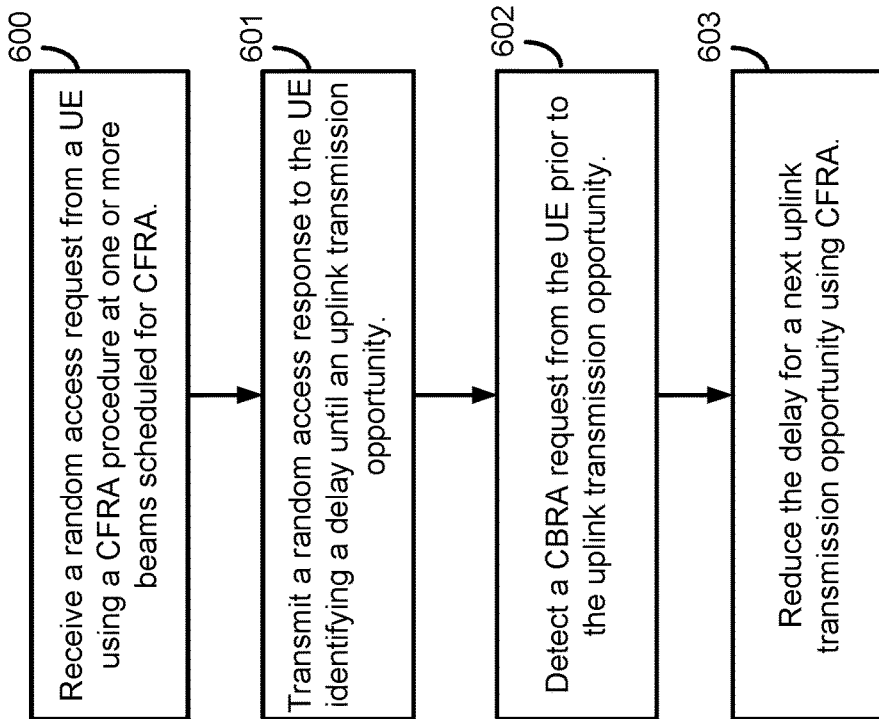 600
Receive a random access request from a UE
using a CFRA procedure at one or more
beams scheduled for CFRA.
601
Transmit a random access response to the UE
identifying a delay until an uplink transmission
opportunity.
602
Detect a CBRA request from the UE prior to
the uplink transmission opportunity.
603
Reduce the delay for a next uplink
transmission opportunity using CFRA.